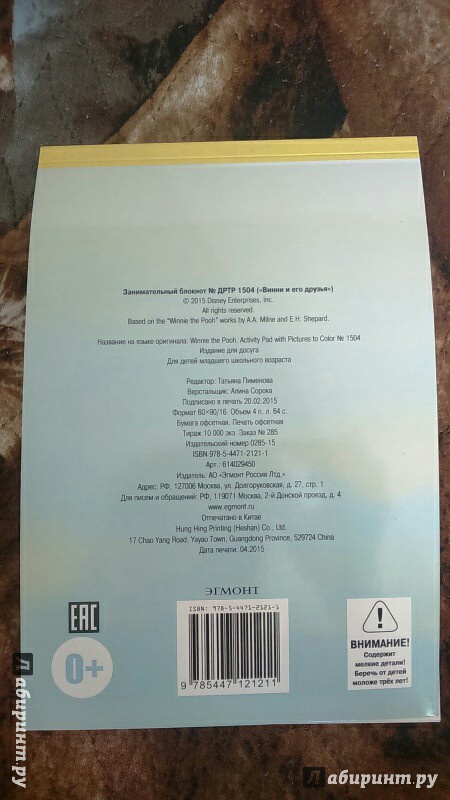 Занимательный блокнот № ДРТР 1504 («Винни и его друзья»)
© 2015 Disney Enterprises, Inc.
All rights reserved.
Based on the "Winnie the Pooh" works by A.A. Milne and E.H. Shepard.
Название на языке оригинала: Winnie the Pooh. Activity Pad with Pictures to Color № 1504
Издание для досуга
Для детей младшего школьного возраста
Редактор: Татьяна Пименова
Верстальщик: Алина Сорока
Подписано в печать 20.02.2015
Формат 60×90/16. Объем 4 п. л. 64 с.
Бумага офсетная. Печать офсетная
Тираж 10 000 экз. Заказ № 285
Издательский номер 0285-15
ISBN 978-5-4471-2121-1
Арт.: 614029450
Издатель: АО «Эгмонт Россия Лтд.»
Адрес: РФ, 127006 Москва, ул. Долгоруковская, д. 27, стр. 1
Для писем и обращений: РФ, 119071 Москва, 2-й Донской проезд, д. 4
www.egmont.ru
Отпечатано в Китае
Hung Hing Printing (Heshan) Co., Ltd.
17 Chao Yang Road, Yayao Town, Guangdong Province, 529724 China
Дата печати: 04.2015
ЭГМОНТ
ISBN: 978-5-4471-2121-1
9 785447 121211
EAC
0+
!
ВНИМАНИЕ!
Содержит
мелкие детали!
Беречь от детей
моложе трёх лет!
Лабиринт.ру
Лабиринт.ру